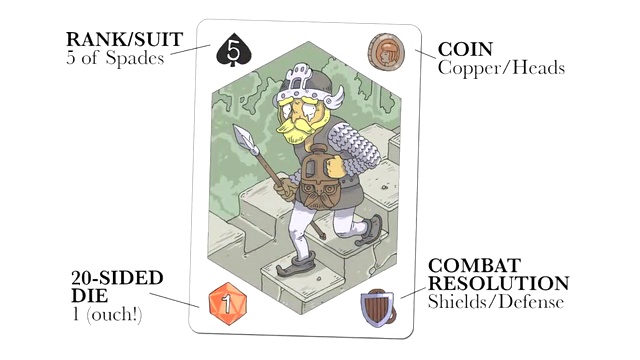 RANK/SUIT
5 of Spades
5
COIN
Copper/Heads
20-SIDED
DIE
1 (ouch!)
1
COMBAT
RESOLUTION
Shields/Defense